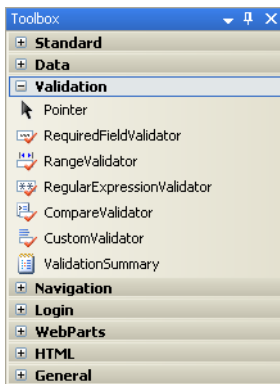 Toolbox
Standard
Data
Validation
Pointer
RequiredFieldValidator
RangeValidator
RegularExpressionValidator
CompareValidator
CustomValidator
ValidationSummary
Navigation
Login
WebParts
HTML
General